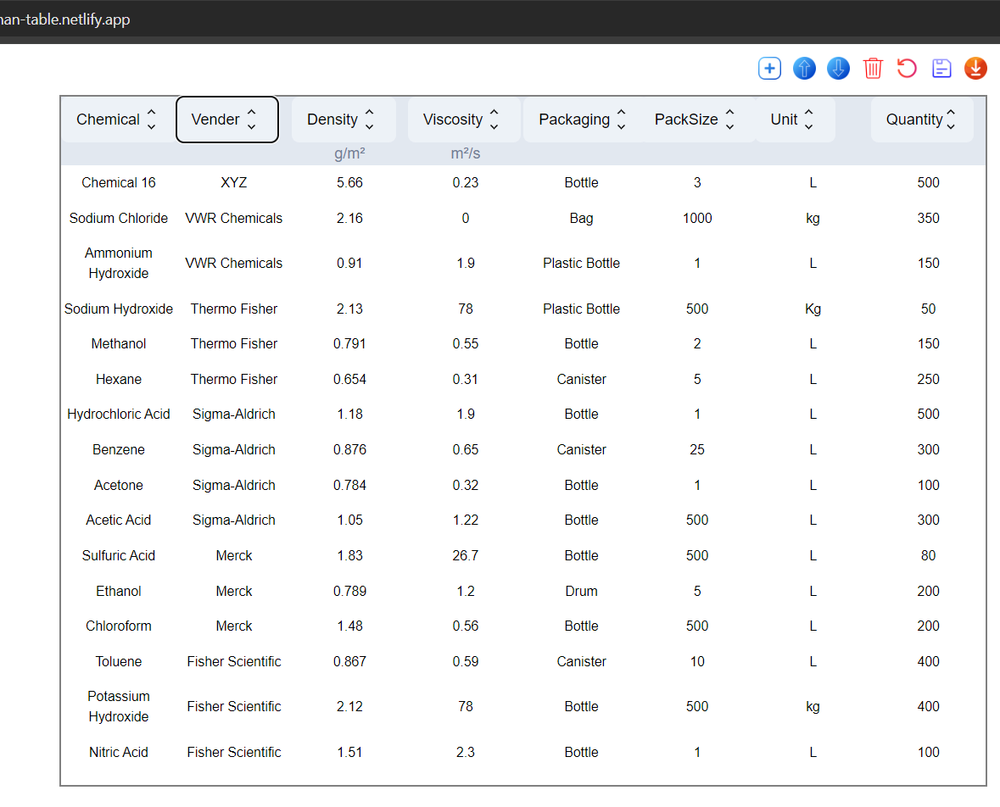 nan-table.netlify.app
Chemical Vender Density Viscosity Packaging PackSize Unit Quantity
g/m² m²/s
Chemical 16 XYZ 5.66 0.23 Bottle 3 L 500
Sodium Chloride VWR Chemicals 2.16 0 Bag 1000 kg 350
Ammonium
Hydroxide VWR Chemicals 0.91 1.9 Plastic Bottle 1 L 150
Sodium Hydroxide Thermo Fisher 2.13 78 Plastic Bottle 500 Kg 50
Methanol Thermo Fisher 0.791 0.55 Bottle 2 L 150
Hexane Thermo Fisher 0.654 0.31 Canister 5 L 250
Hydrochloric Acid Sigma-Aldrich 1.18 1.9 Bottle 1 L 500
Benzene Sigma-Aldrich 0.876 0.65 Canister 25 L 300
Acetone Sigma-Aldrich 0.784 0.32 Bottle 1 L 100
Acetic Acid Sigma-Aldrich 1.05 1.22 Bottle 500 L 300
Sulfuric Acid Merck 1.83 26.7 Bottle 500 L 80
Ethanol Merck 0.789 1.2 Drum 5 L 200
Chloroform Merck 1.48 0.56 Bottle 500 L 200
Toluene Fisher Scientific 0.867 0.59 Canister 10 L 400
Potassium
Hydroxide Fisher Scientific 2.12 78 Bottle 500 kg 400
Nitric Acid Fisher Scientific 1.51 2.3 Bottle 1 L 100